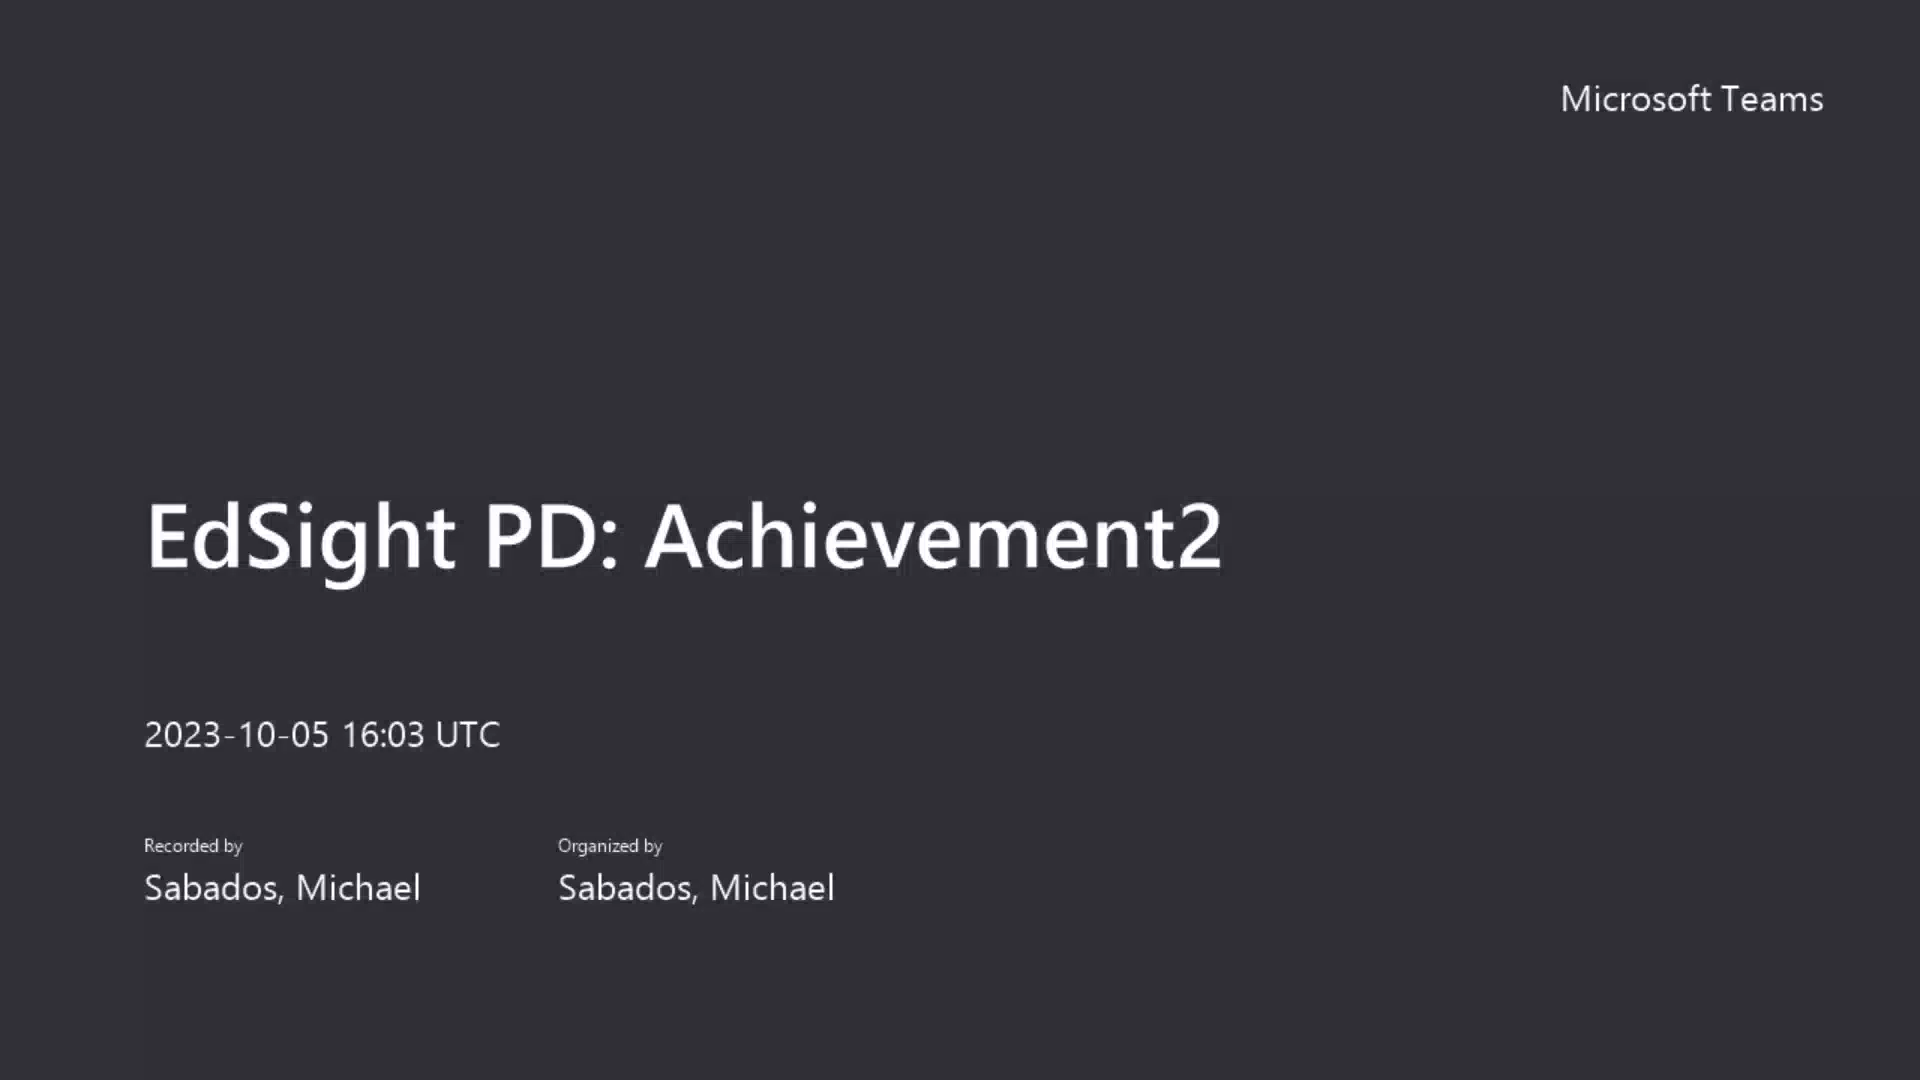 Microsoft Teams
EdSight PD: Achievement2
2023-10-05 16:03 UTC
Recorded by
Sabados, Michael
Organized by
Sabados, Michael